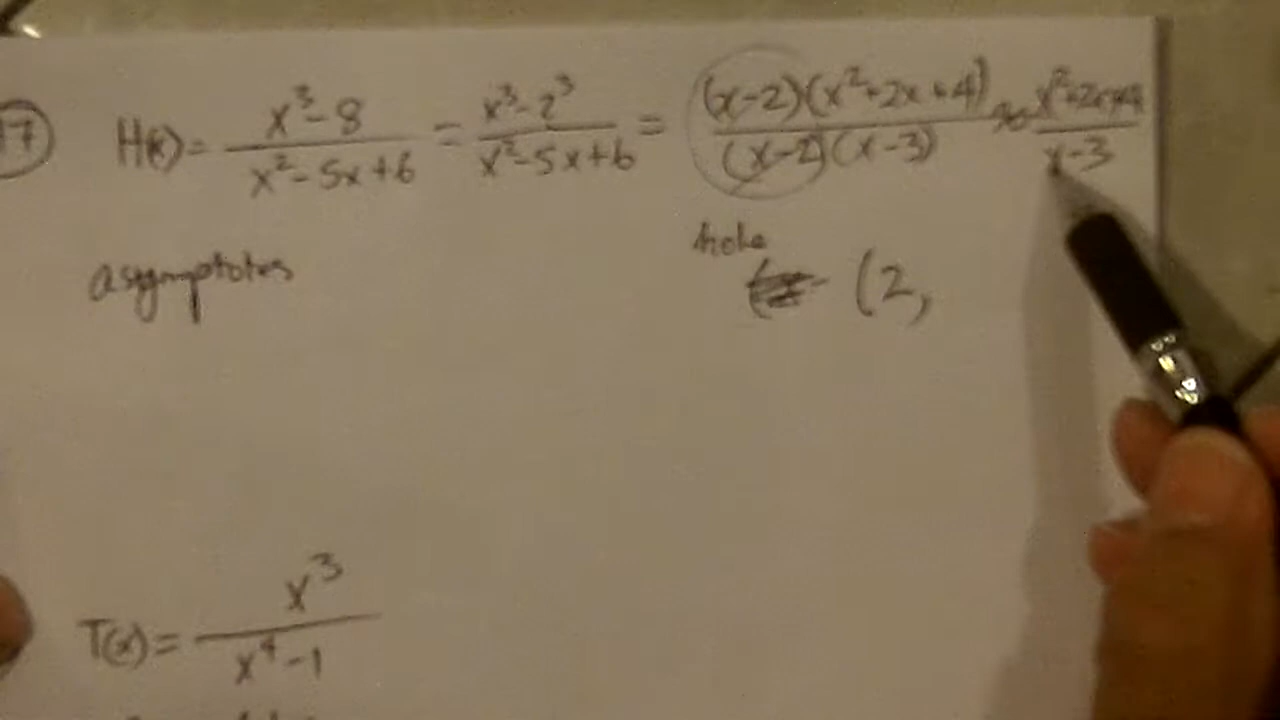 17 H(x) = x³-8 / x²-5x+6 = x³-2³ / x²-5x+6 = (x-2)(x²+2x+4) / (x-2)(x-3) ≈ x²+2x+4 / x-3
asymptotes hole
(2,
T(x) = x³ / x⁴-1